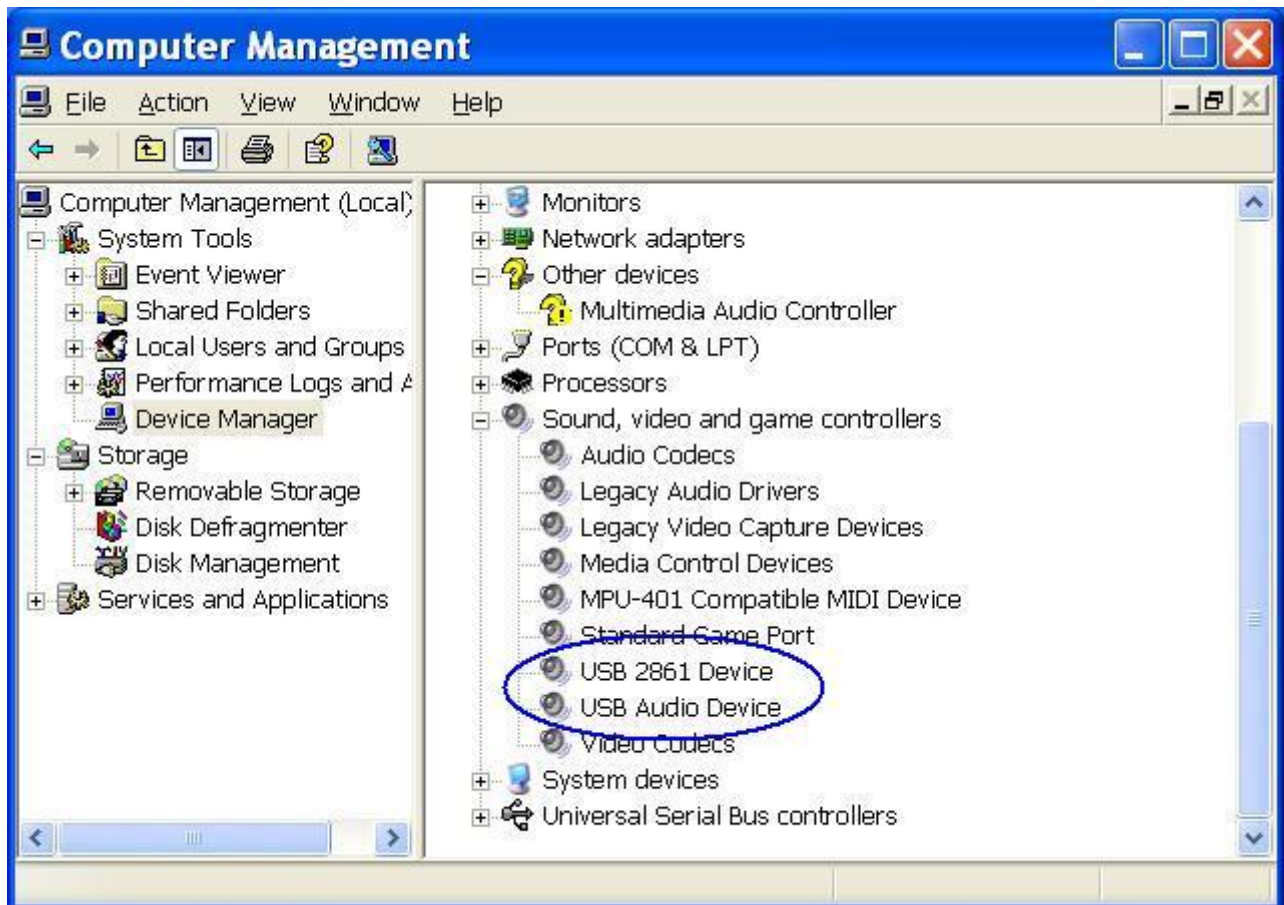 Computer Management
File Action View Window Help
Computer Management (Local)
System Tools
Event Viewer
Shared Folders
Local Users and Groups
Performance Logs and A
Device Manager
Storage
Removable Storage
Disk Defragmenter
Disk Management
Services and Applications
Monitors
Network adapters
Other devices
Multimedia Audio Controller
Ports (COM & LPT)
Processors
Sound, video and game controllers
Audio Codecs
Legacy Audio Drivers
Legacy Video Capture Devices
Media Control Devices
MPU-401 Compatible MIDI Device
Standard Game Port
USB 2861 Device
USB Audio Device
Video Codecs
System devices
Universal Serial Bus controllers